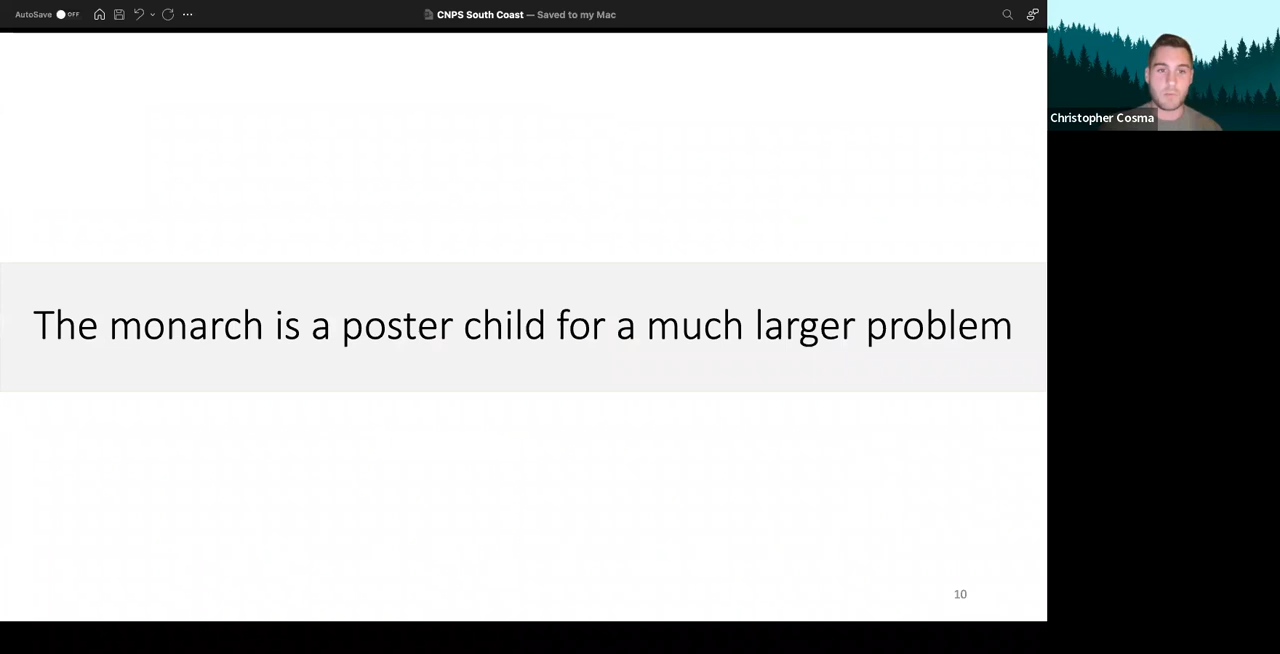 AutoSave OFF
CNPS South Coast — Saved to my Mac
Christopher Cosma
The monarch is a poster child for a much larger problem
10